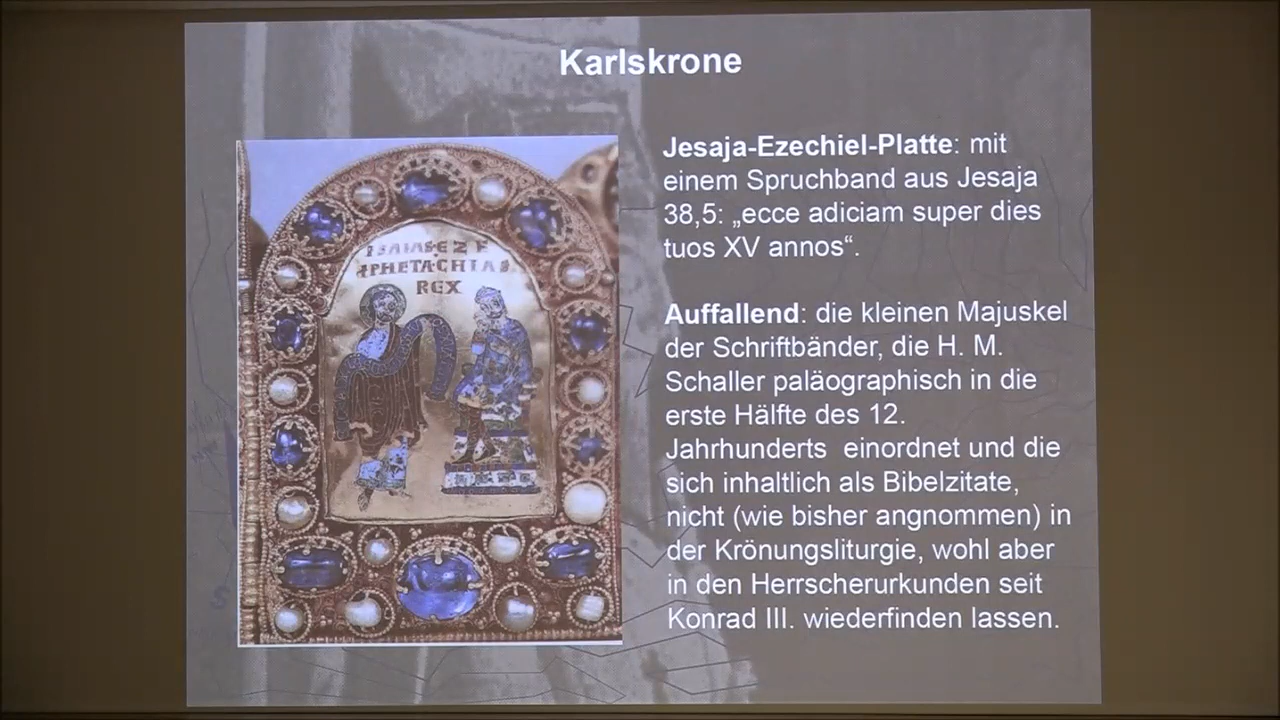 Karlskrone
Jesaja-Ezechiel-Platte: mit
einem Spruchband aus Jesaja
38,5: „ecce adiciam super dies
tuos XV annos“.
Auffallend: die kleinen Majuskel
der Schriftbänder, die H. M.
Schaller paläographisch in die
erste Hälfte des 12.
Jahrhunderts  einordnet und die
sich inhaltlich als Bibelzitate,
nicht (wie bisher angnommen) in
der Krönungsliturgie, wohl aber
in den Herrscherurkunden seit
Konrad III. wiederfinden lassen.
REX